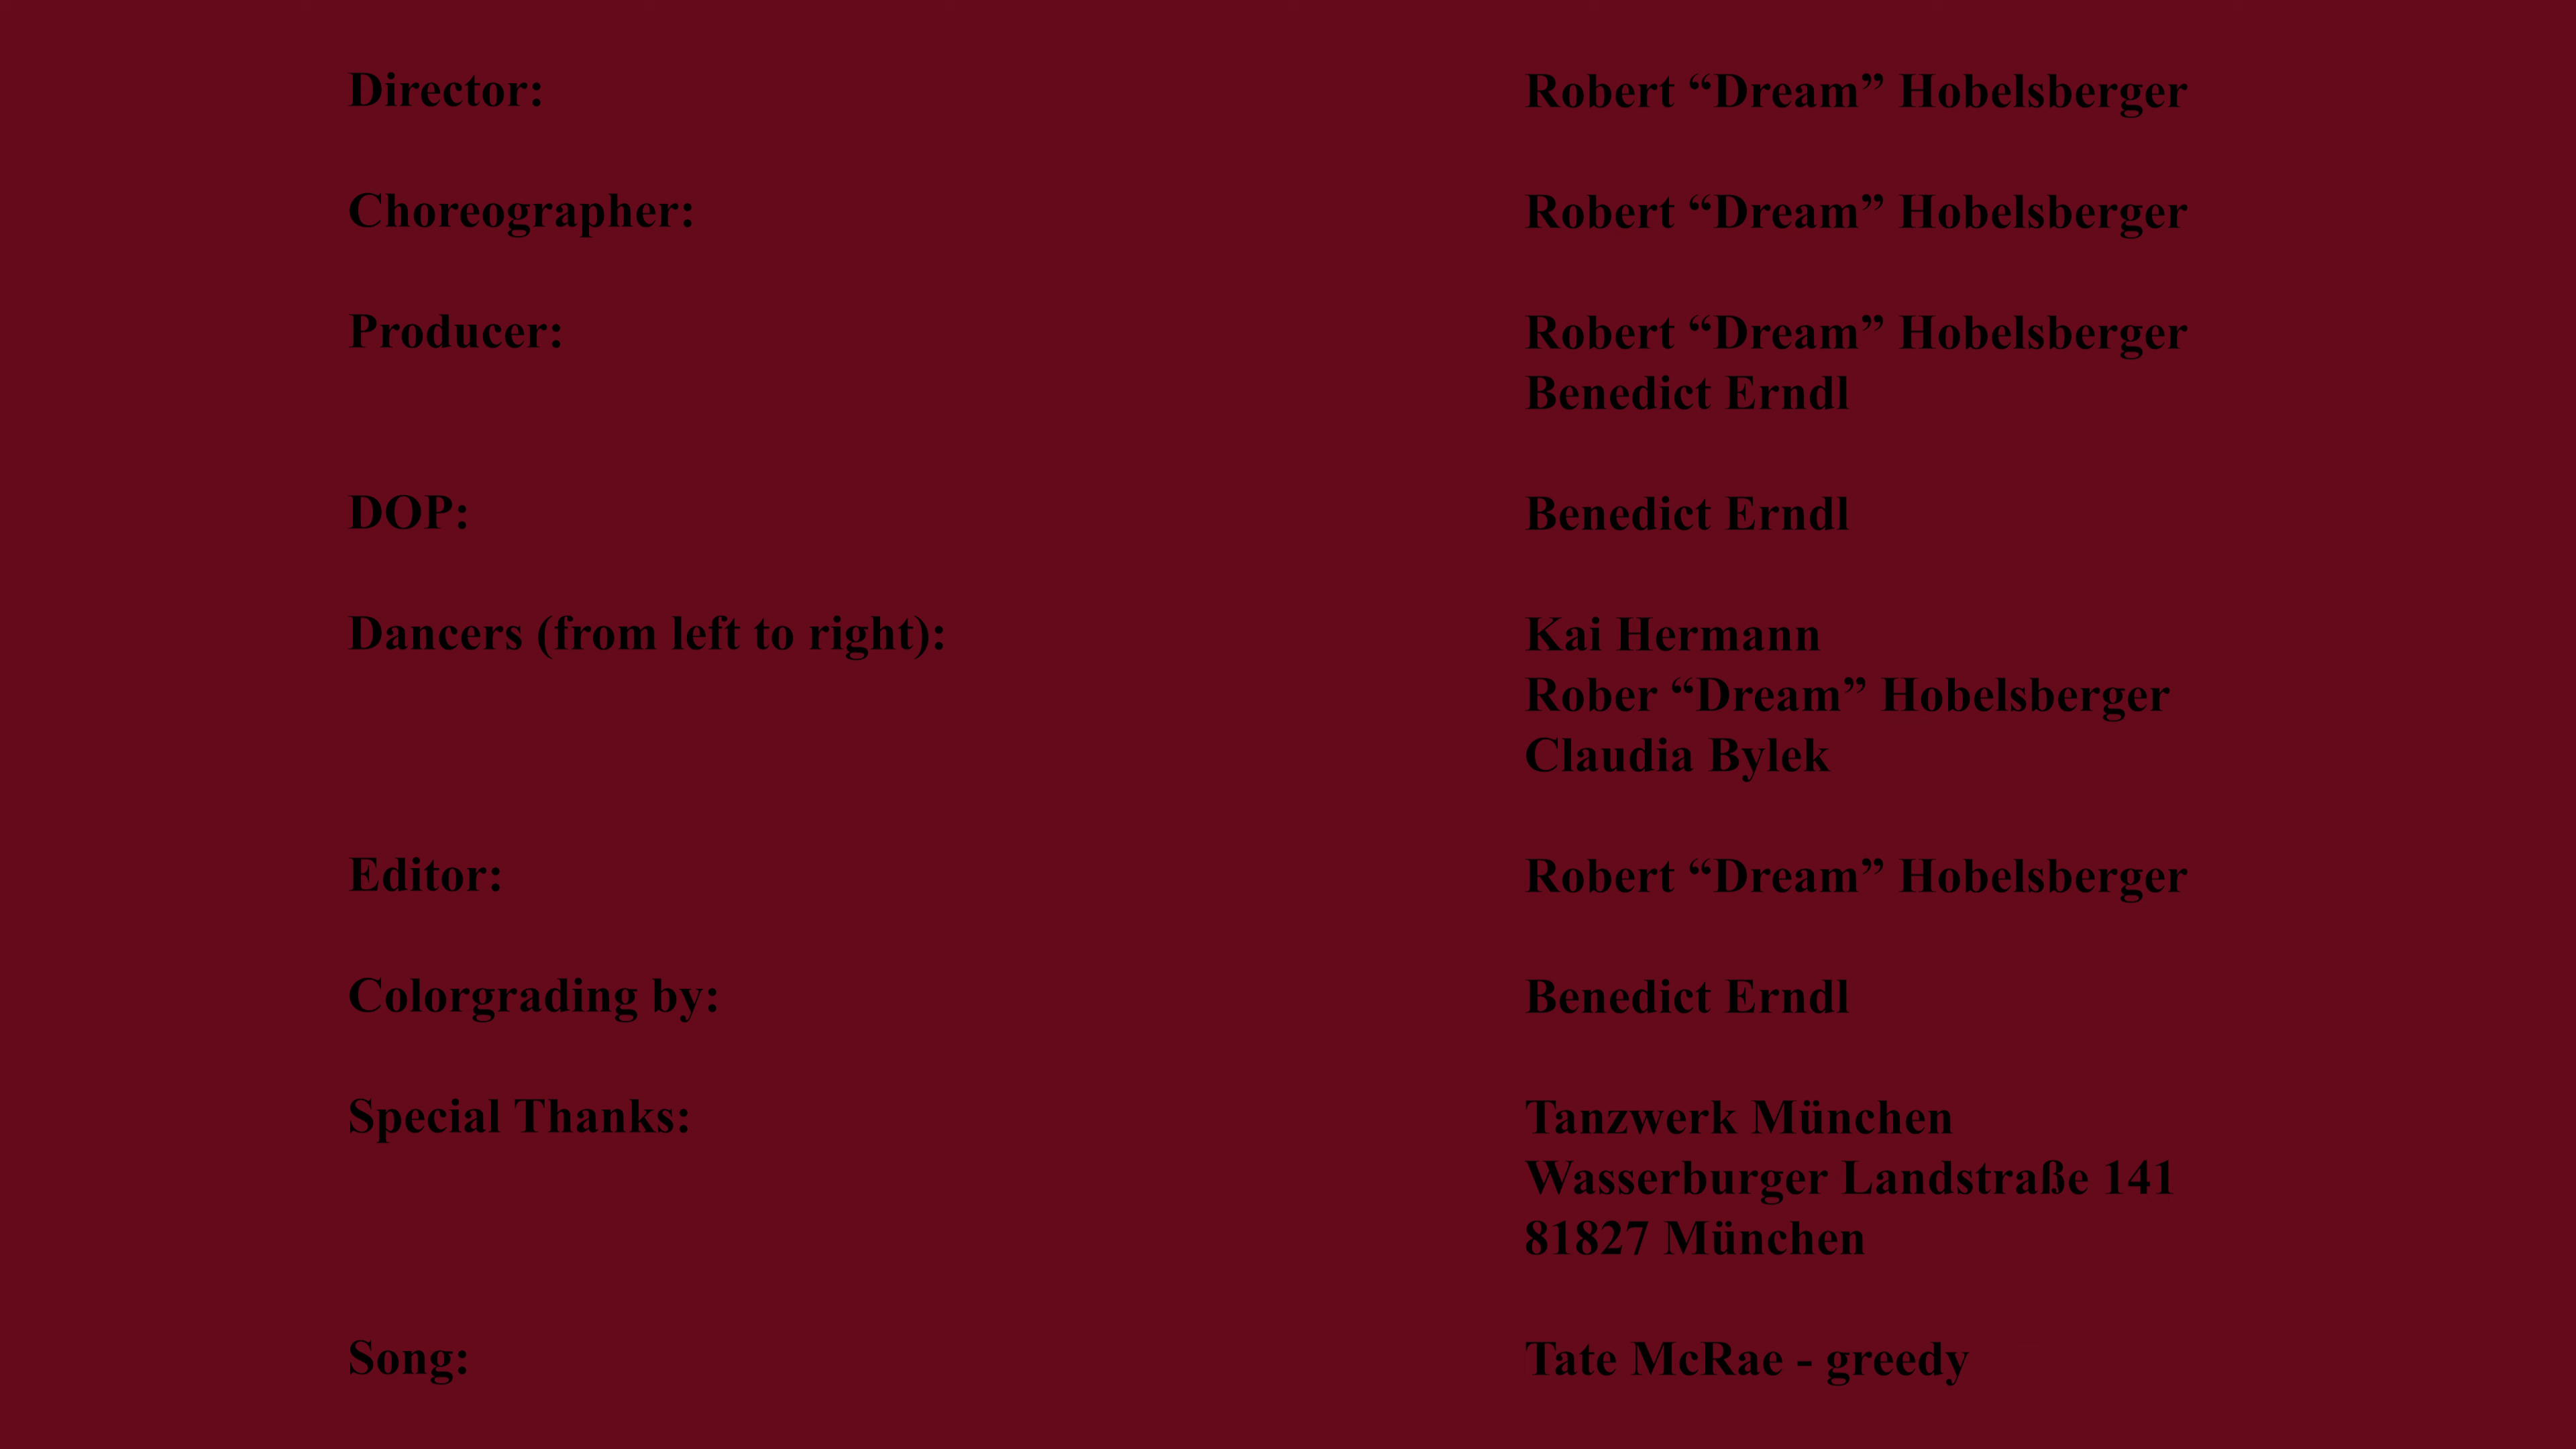 Director: Robert “Dream” Hobelsberger
Choreographer: Robert “Dream” Hobelsberger
Producer: Robert “Dream” Hobelsberger
Benedict Erndl
DOP: Benedict Erndl
Dancers (from left to right): Kai Hermann
Rober “Dream” Hobelsberger
Claudia Bylek
Editor: Robert “Dream” Hobelsberger
Colorgrading by: Benedict Erndl
Special Thanks: Tanzwerk München
Wasserburger Landstraße 141
81827 München
Song: Tate McRae - greedy